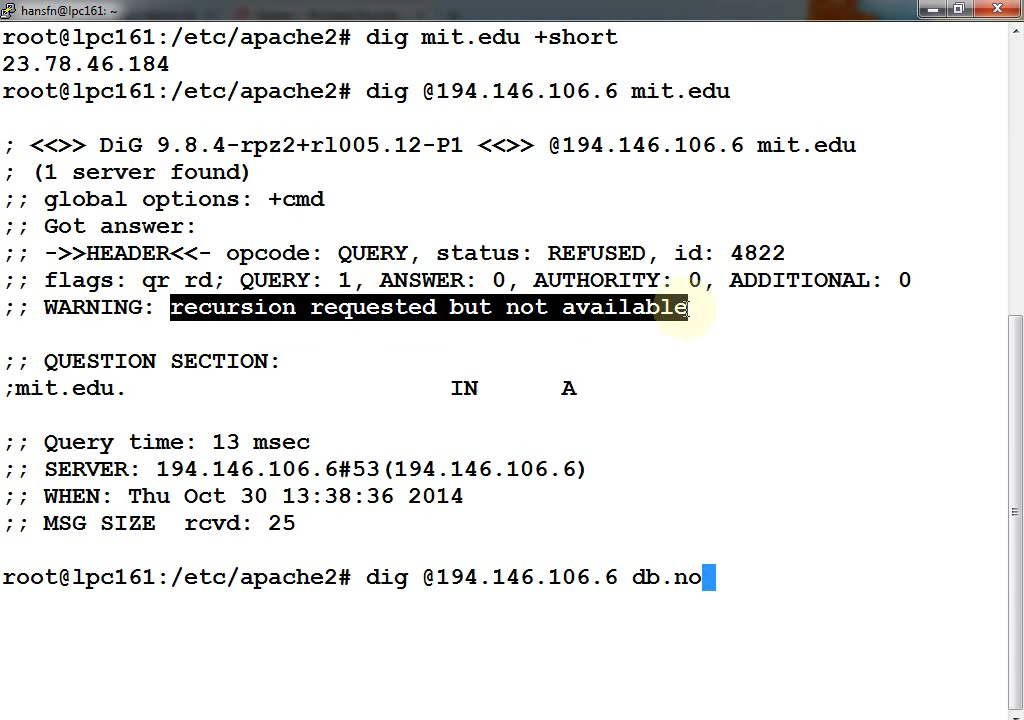 hansfn@lpc161: ~
root@lpc161:/etc/apache2# dig mit.edu +short
23.78.46.184
root@lpc161:/etc/apache2# dig @194.146.106.6 mit.edu
; <<>> DiG 9.8.4-rpz2+rl005.12-P1 <<>> @194.146.106.6 mit.edu
; (1 server found)
;; global options: +cmd
;; Got answer:
;; ->>HEADER<<- opcode: QUERY, status: REFUSED, id: 4822
;; flags: qr rd; QUERY: 1, ANSWER: 0, AUTHORITY: 0, ADDITIONAL: 0
;; WARNING: recursion requested but not available
;; QUESTION SECTION:
;mit.edu. IN A
;; Query time: 13 msec
;; SERVER: 194.146.106.6#53(194.146.106.6)
;; WHEN: Thu Oct 30 13:38:36 2014
;; MSG SIZE rcvd: 25
root@lpc161:/etc/apache2# dig @194.146.106.6 db.no